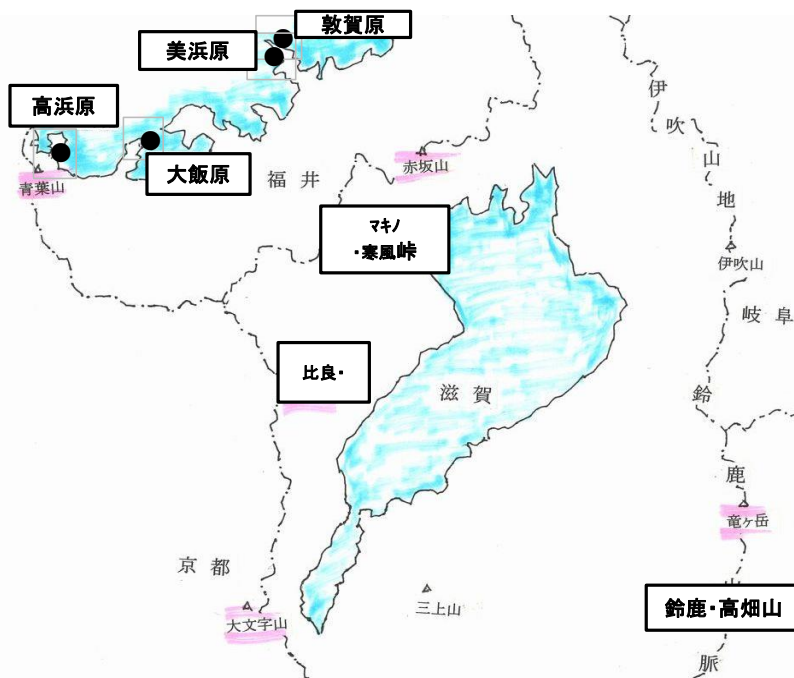 敦賀原
美浜原
高浜原
大飯原
青葉山
福井
赤坂山
マキノ
・寒風峠
伊吹山地
伊吹山
岐阜
比良・
滋賀
鈴鹿山脈
竜ヶ岳
京都
大文字山
三上山
鈴鹿・高畑山